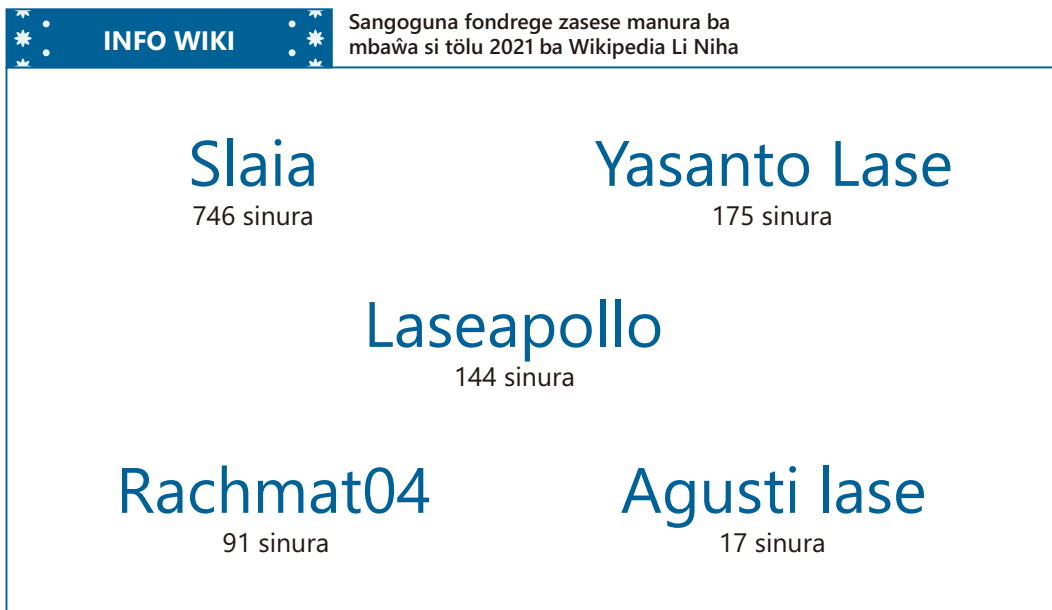 INFO WIKI
Sangoguna fondrege zasese manura ba
mbaŵa si tölu 2021 ba Wikipedia Li Niha
Slaia
746 sinura
Yasanto Lase
175 sinura
Laseapollo
144 sinura
Rachmat04
91 sinura
Agusti lase
17 sinura